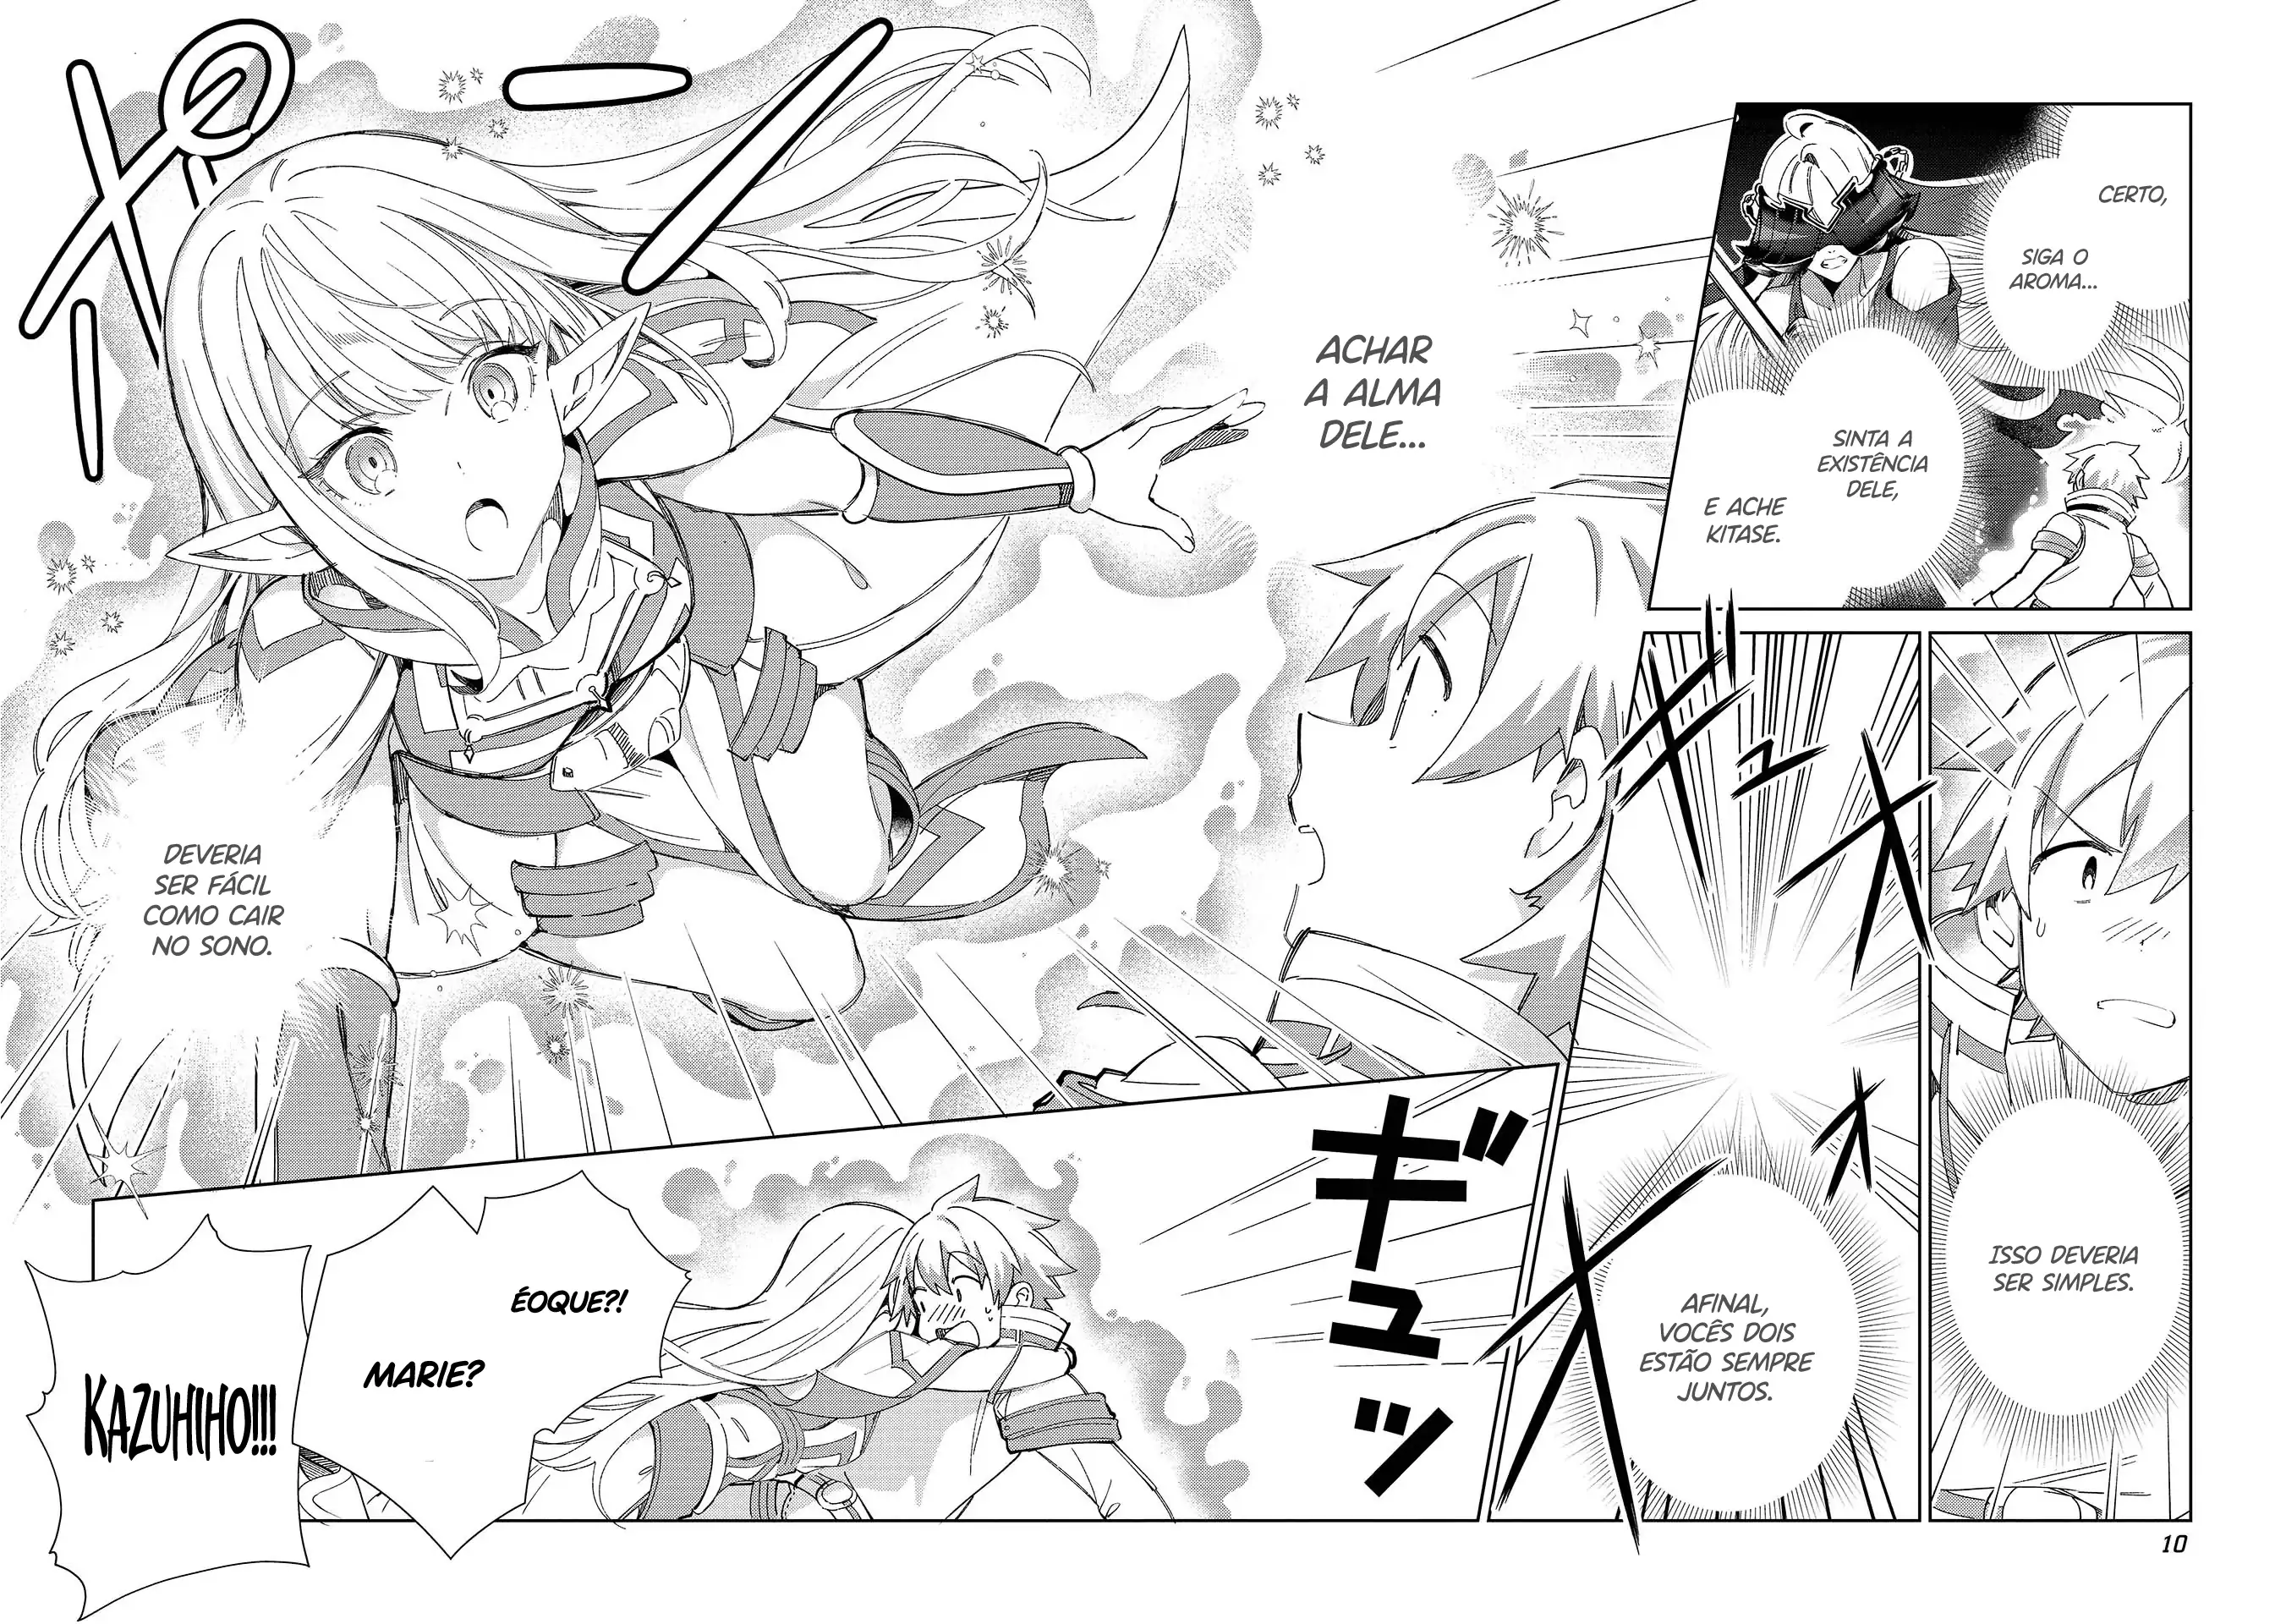 CERTO,
SIGA O
AROMA...
SINTA A
EXISTÊNCIA
DELE,
E ACHE
KITASE.
ISSO DEVERIA
SER SIMPLES.
AFINAL,
VOCÊS DOIS
ESTÃO SEMPRE
JUNTOS.
ACHAR
A ALMA
DELE...
DEVERIA
SER FÁCIL
COMO CAIR
NO SONO.
ギュッ
ÉOQUE?!
MARIE?
KAZUHIHO!!!
10